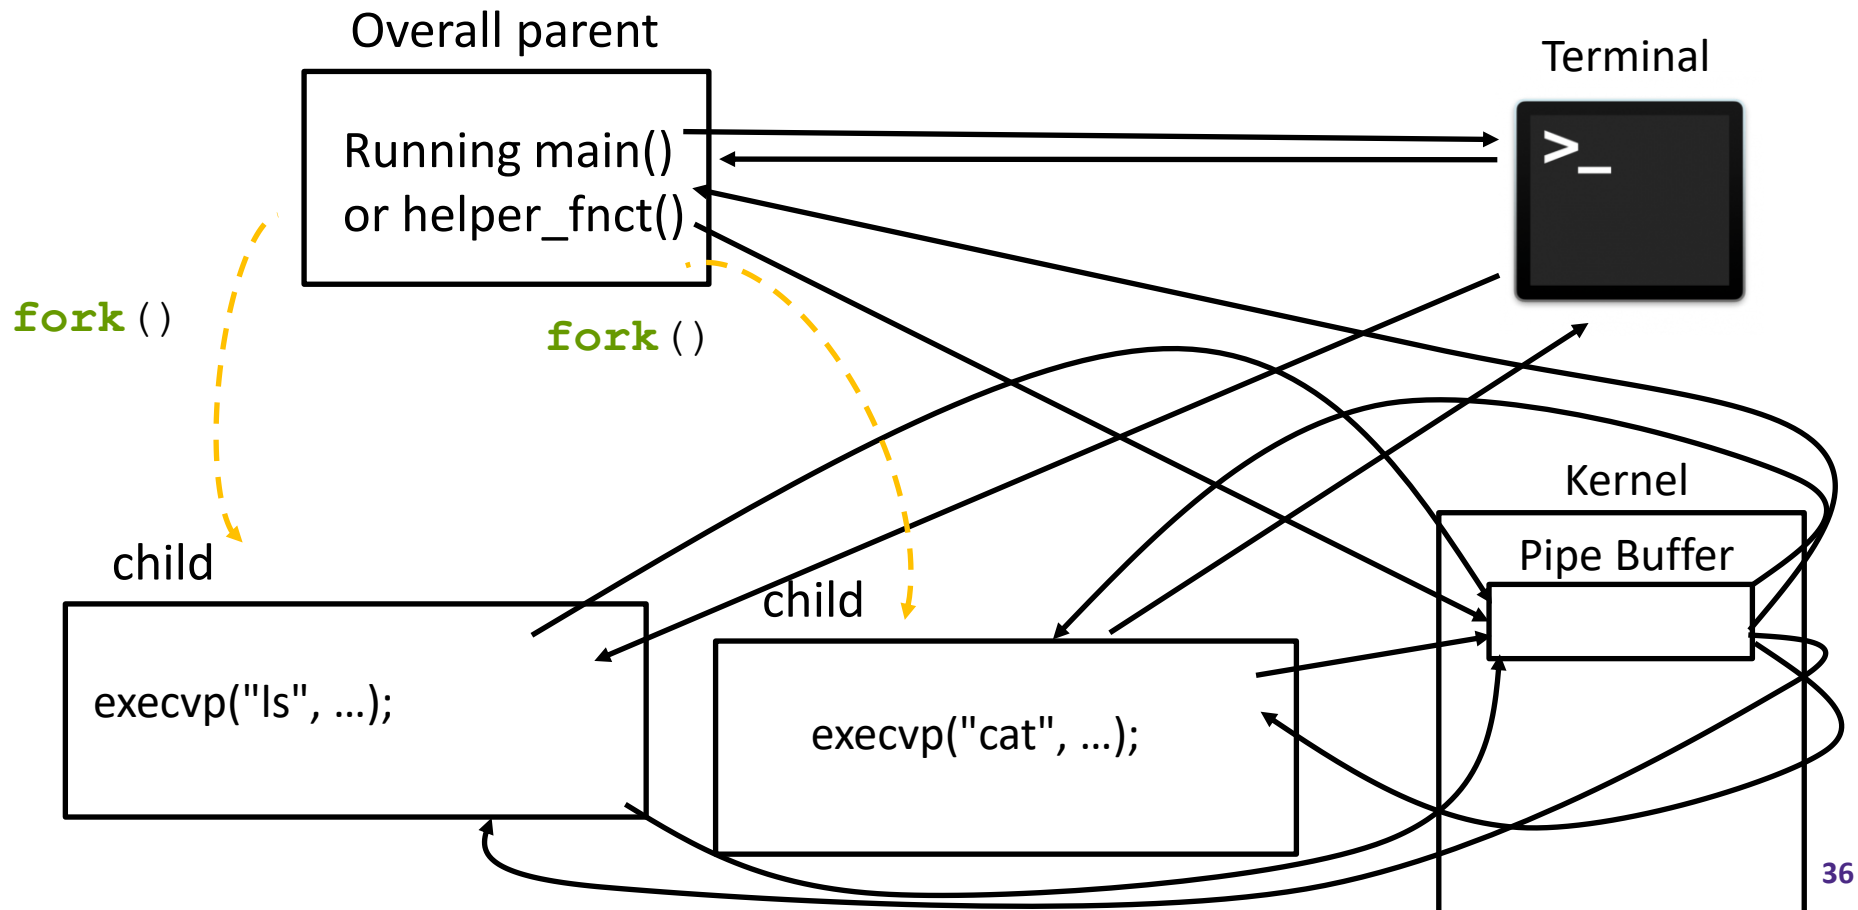 Overall parent
Terminal
>_
Running main()
or helper_fnct()
fork()
fork()
Kernel
Pipe Buffer
child
child
execvp("ls", …);
execvp("cat", …);
36